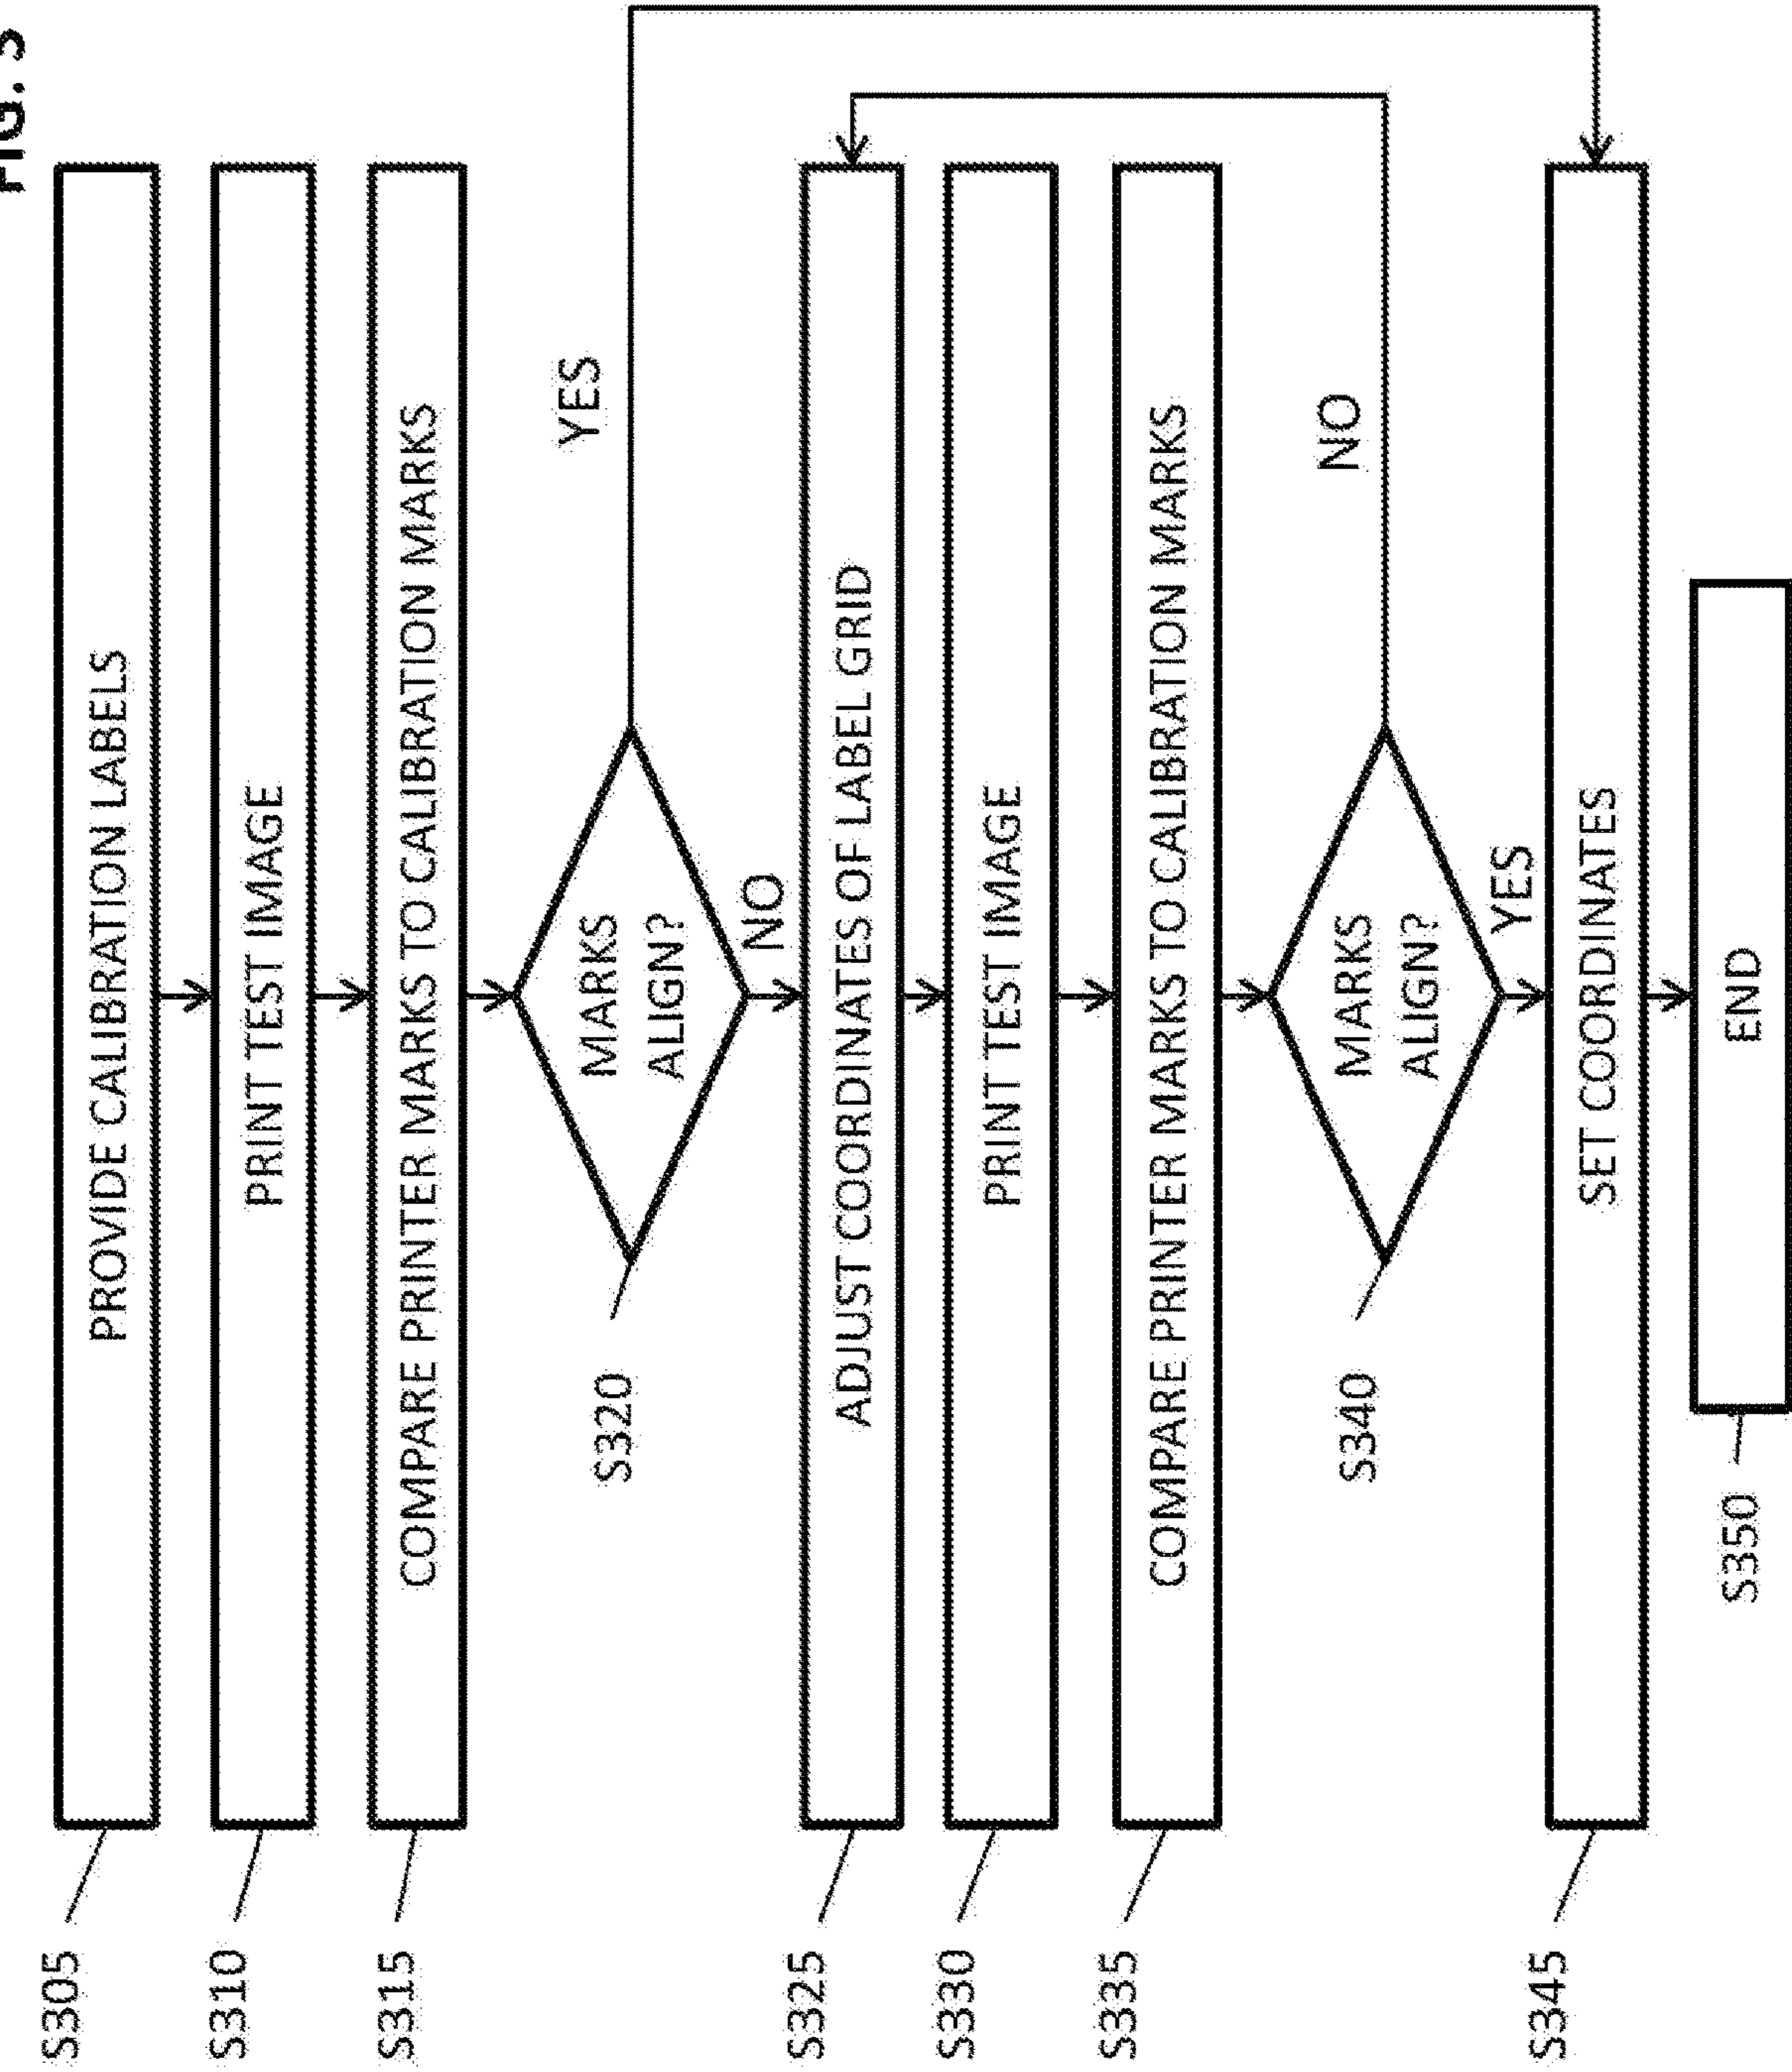 FIG. 3
S305
PROVIDE CALIBRATION LABELS
S310
PRINT TEST IMAGE
S315
COMPARE PRINTER MARKS TO CALIBRATION MARKS
S320
MARKS
ALIGN?
YES
NO
S325
ADJUST COORDINATES OF LABEL GRID
S330
PRINT TEST IMAGE
S335
COMPARE PRINTER MARKS TO CALIBRATION MARKS
S340
MARKS
ALIGN?
NO
YES
S345
SET COORDINATES
S350
END